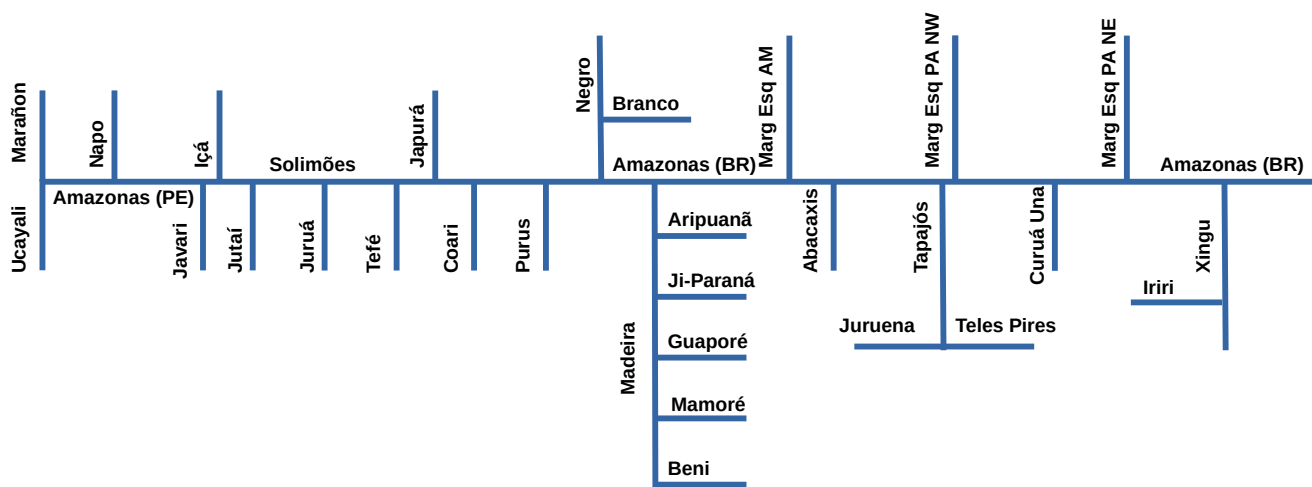 Marañon
Napo
Içá
Solimões
Japurá
Negro
Branco
Amazonas (BR)
Marg Esq AM
Marg Esq PA NW
Marg Esq PA NE
Amazonas (BR)
Ucayali
Amazonas (PE)
Javari
Jutaí
Juruá
Tefé
Coari
Purus
Madeira
Aripuanã
Ji-Paraná
Guaporé
Mamoré
Beni
Abacaxis
Tapajós
Juruena
Teles Pires
Curuá Una
Iriri
Xingu